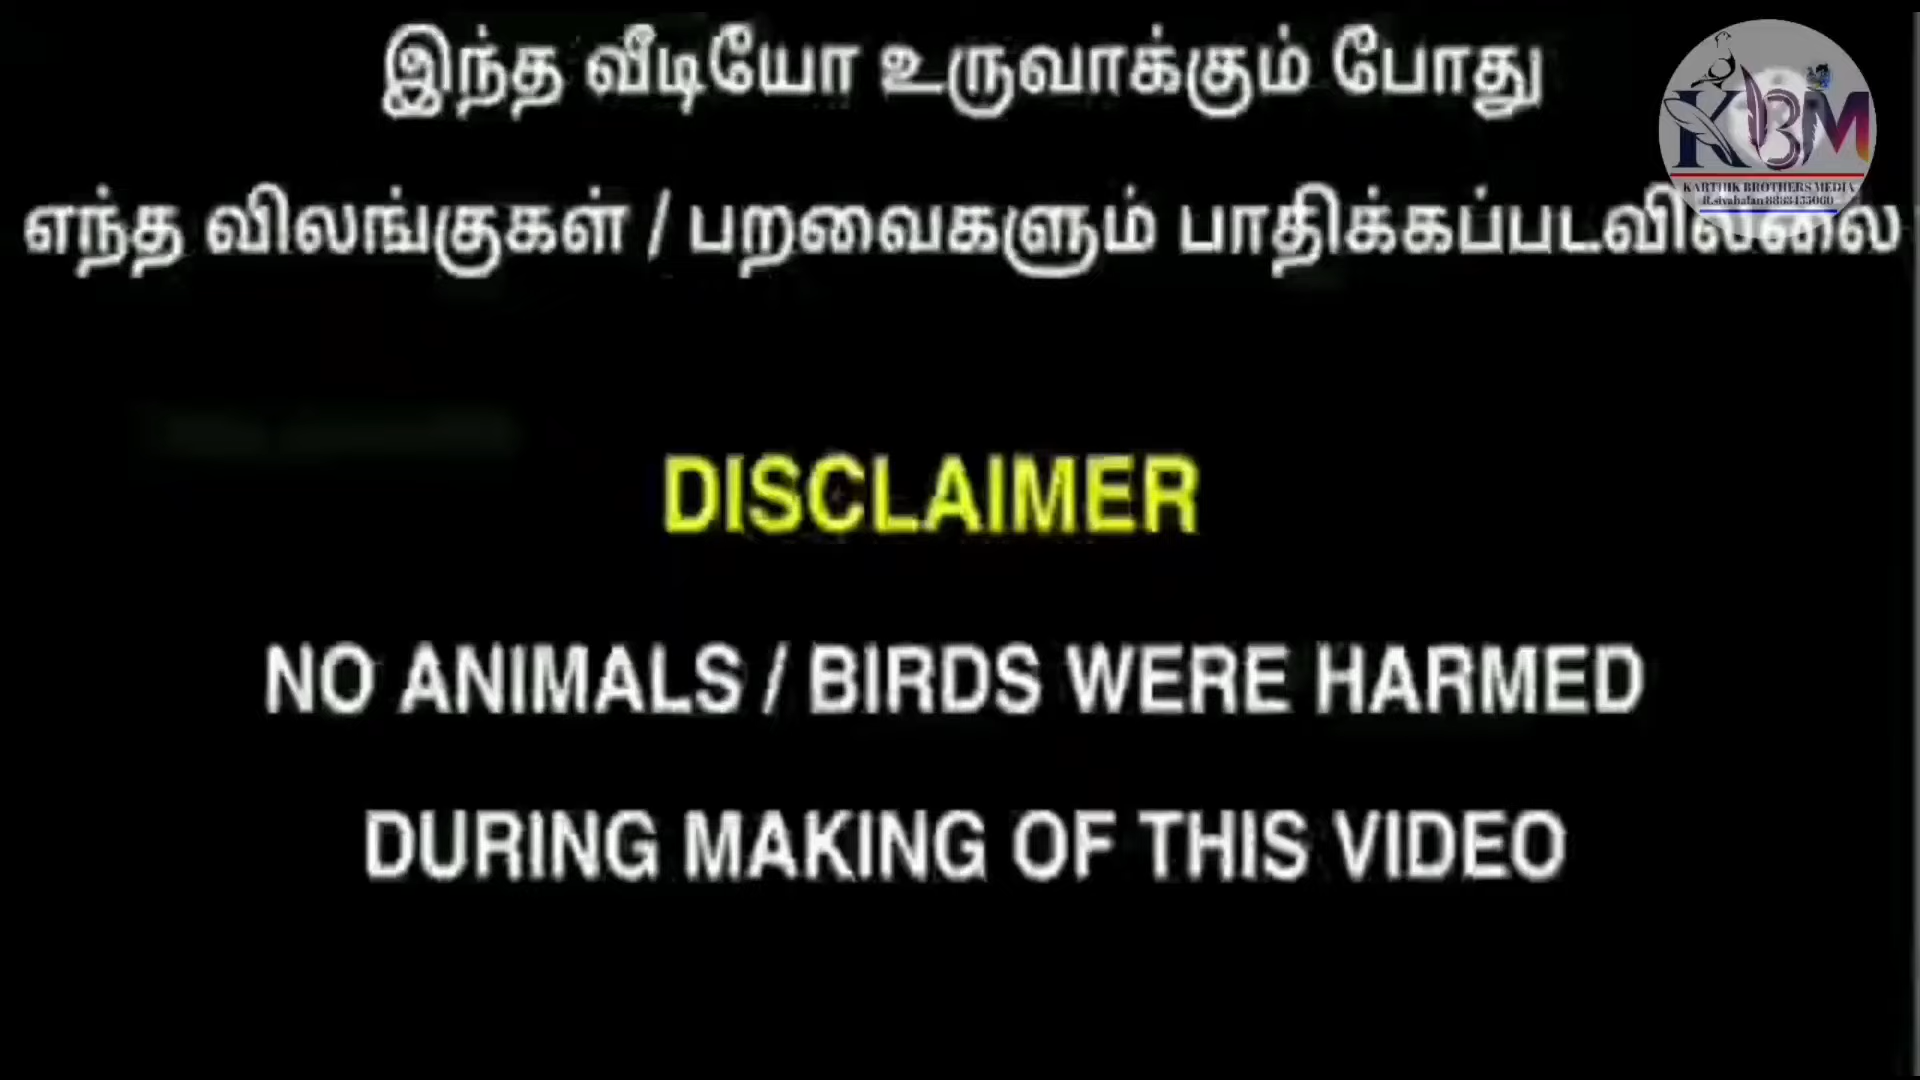 இந்த வீடியோ உருவாக்கும் போது
எந்த விலங்குகள் / பறவைகளும் பாதிக்கப்படவில்லை
KBM
KARTHIK BROTHERS MEDIA
DISCLAIMER
NO ANIMALS / BIRDS WERE HARMED
DURING MAKING OF THIS VIDEO